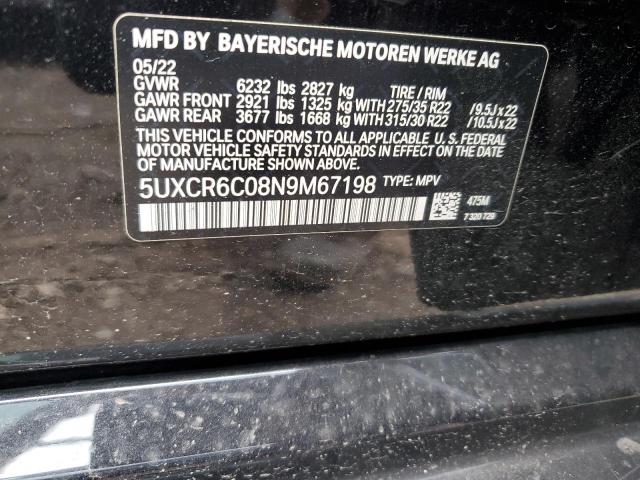 MFD BY BAYERISCHE MOTOREN WERKE AG
05/22
GVWR 6232 lbs 2827 kg TIRE / RIM
GAWR FRONT 2921 lbs 1325 kg WITH 275/35 R22 / 9.5J x 22
GAWR REAR 3677 lbs 1668 kg WITH 315/30 R22 / 10.5J x 22
THIS VEHICLE CONFORMS TO ALL APPLICABLE U. S. FEDERAL
MOTOR VEHICLE SAFETY STANDARDS IN EFFECT ON THE DATE OF
MANUFACTURE SHOWN ABOVE.
5UXCR6C08N9M67198 TYPE: MPV
475M
7 320 729